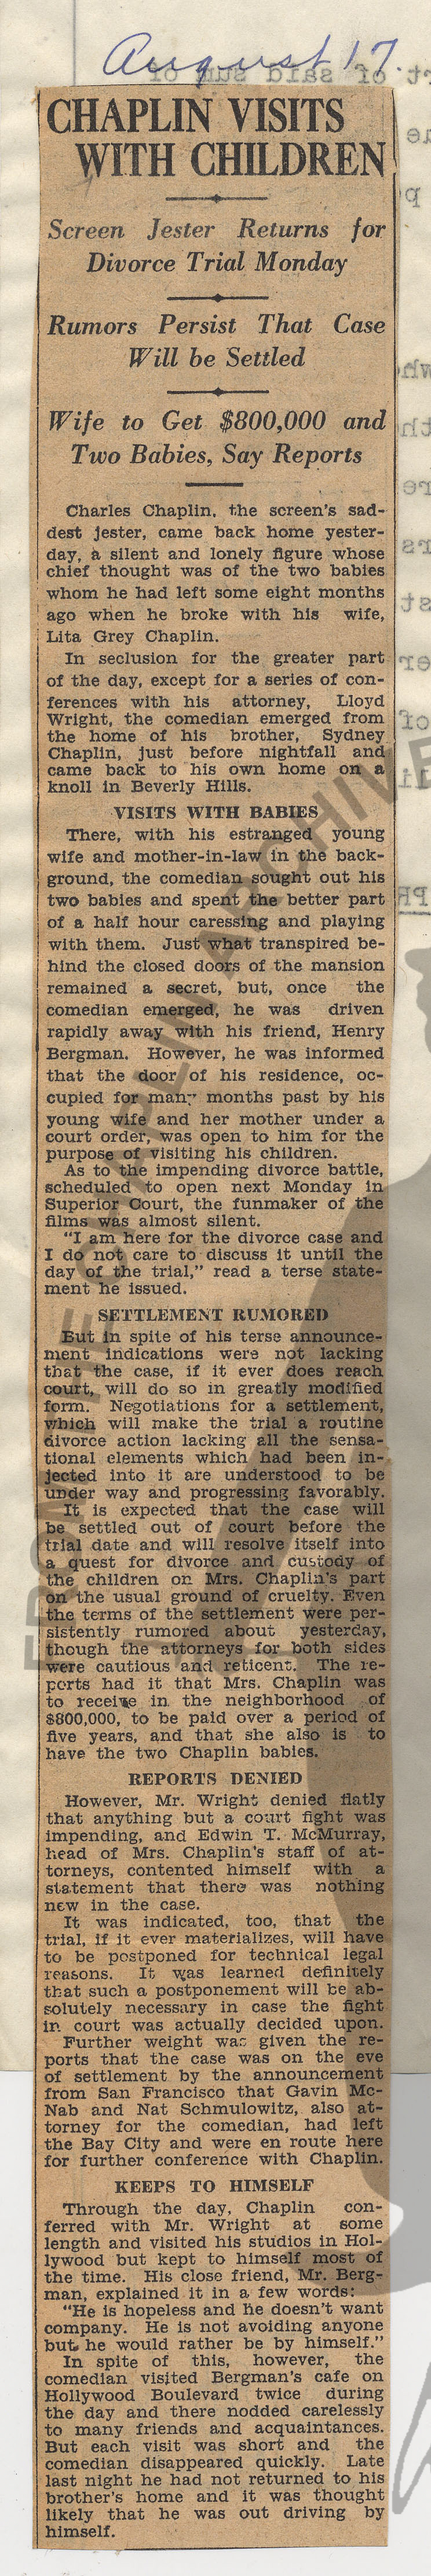 August 17.
CHAPLIN VISITS
WITH CHILDREN
Screen Jester Returns for
Divorce Trial Monday
Rumors Persist That Case
Will be Settled
Wife to Get $800,000 and
Two Babies, Say Reports
Charles Chaplin, the screen's sad-
dest jester, came back home yester-
day, a silent and lonely figure whose
chief thought was of the two babies
whom he had left some eight months
ago when he broke with his wife,
Lita Grey Chaplin.
In seclusion for the greater part
of the day, except for a series of con-
ferences with his attorney, Lloyd
Wright, the comedian emerged from
the home of his brother, Sydney
Chaplin, just before nightfall and
came back to his own home on a
knoll in Beverly Hills.
VISITS WITH BABIES
There, with his estranged young
wife and mother-in-law in the back-
ground, the comedian sought out his
two babies and spent the better part
of a half hour caressing and playing
with them. Just what transpired be-
hind the closed doors of the mansion
remained a secret, but, once the
comedian emerged, he was driven
rapidly away with his friend, Henry
Bergman. However, he was informed
that the door of his residence, oc-
cupied for many months past by his
young wife and her mother under a
court order, was open to him for the
purpose of visiting his children.
As to the impending divorce battle,
scheduled to open next Monday in
Superior Court, the funmaker of the
films was almost silent.
"I am here for the divorce case and
I do not care to discuss it until the
day of the trial," read a terse state-
ment he issued.
SETTLEMENT RUMORED
But in spite of his terse announce-
ment indications were not lacking
that the case, if it ever does reach
court, will do so in greatly modified
form. Negotiations for a settlement,
which will make the trial a routine
divorce action lacking all the sensa-
tional elements which had been in-
jected into it are understood to be
under way and progressing favorably.
It is expected that the case will
be settled out of court before the
trial date and will resolve itself into
a quest for divorce and custody of
the children on Mrs. Chaplin's part
on the usual ground of cruelty. Even
the terms of the settlement were per-
sistently rumored about yesterday,
though the attorneys for both sides
were cautious and reticent. The re-
ports had it that Mrs. Chaplin was
to receive in the neighborhood of
$800,000, to be paid over a period of
five years, and that she also is to
have the two Chaplin babies.
REPORTS DENIED
However, Mr. Wright denied flatly
that anything but a court fight was
impending, and Edwin T. McMurray,
head of Mrs. Chaplin's staff of at-
torneys, contented himself with a
statement that there was nothing
new in the case.
It was indicated, too, that the
trial, if it ever materializes, will have
to be postponed for technical legal
reasons. It was learned definitely
that such a postponement will be ab-
solutely necessary in case the fight
in court was actually decided upon.
Further weight was given the re-
ports that the case was on the eve
of settlement by the announcement
from San Francisco that Gavin Mc-
Nab and Nat Schmulowitz, also at-
torney for the comedian, had left
the Bay City and were en route here
for further conference with Chaplin.
KEEPS TO HIMSELF
Through the day, Chaplin con-
ferred with Mr. Wright at some
length and visited his studios in Hol-
lywood but kept to himself most of
the time. His close friend, Mr. Berg-
man, explained it in a few words:
"He is hopeless and he doesn't want
company. He is not avoiding anyone
but he would rather be by himself."
In spite of this, however, the
comedian visited Bergman's cafe on
Hollywood Boulevard twice during
the day and there nodded carelessly
to many friends and acquaintances.
But each visit was short and the
comedian disappeared quickly. Late
last night he had not returned to his
brother's home and it was thought
likely that he was out driving by
himself.
FROM THE CHAPLIN ARCHIVE